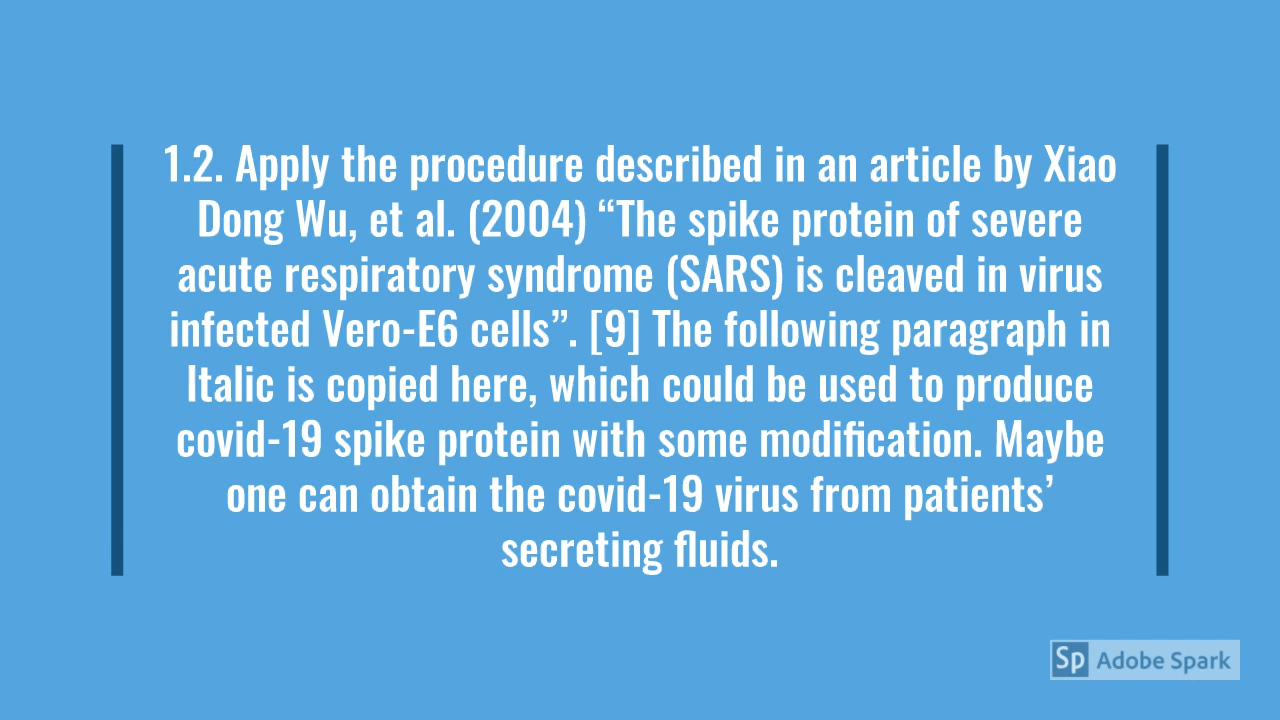 1.2. Apply the procedure described in an article by Xiao
Dong Wu, et al. (2004) “The spike protein of severe
acute respiratory syndrome (SARS) is cleaved in virus
infected Vero-E6 cells”. [9] The following paragraph in
Italic is copied here, which could be used to produce
covid-19 spike protein with some modification. Maybe
one can obtain the covid-19 virus from patients’
secreting fluids.
Sp Adobe Spark